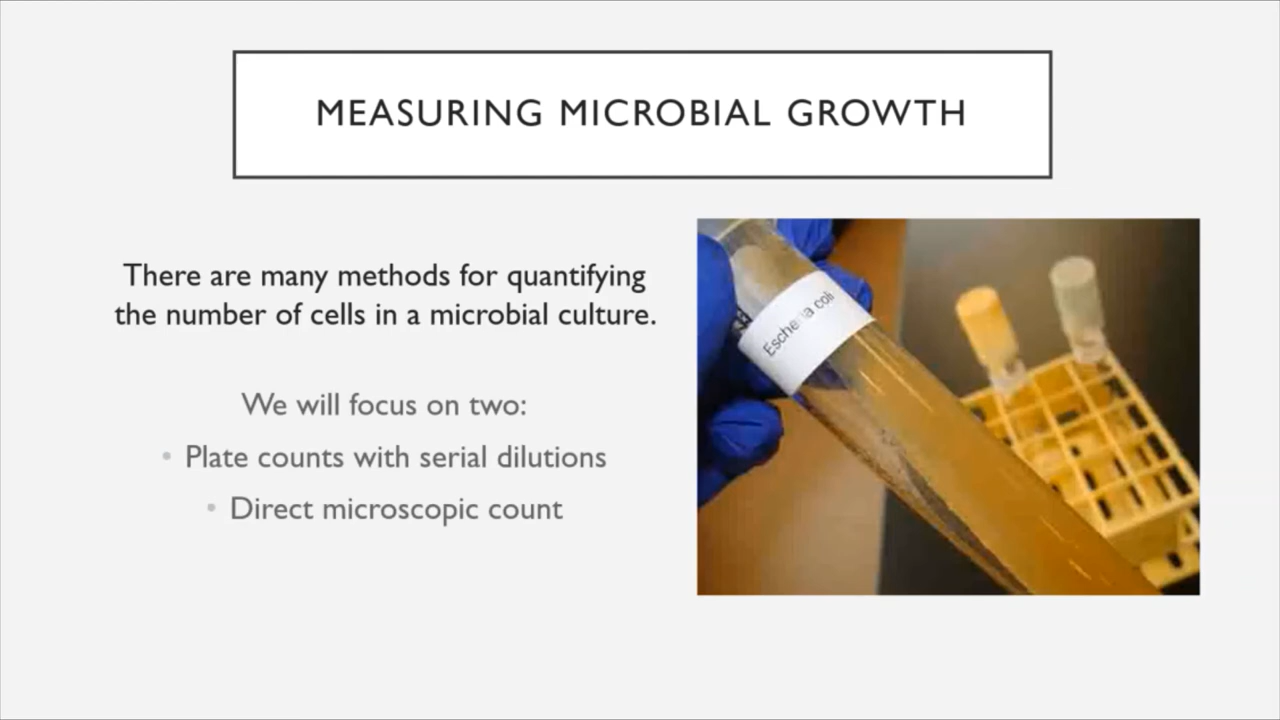 MEASURING MICROBIAL GROWTH
There are many methods for quantifying
the number of cells in a microbial culture.
We will focus on two:
• Plate counts with serial dilutions
• Direct microscopic count
coli